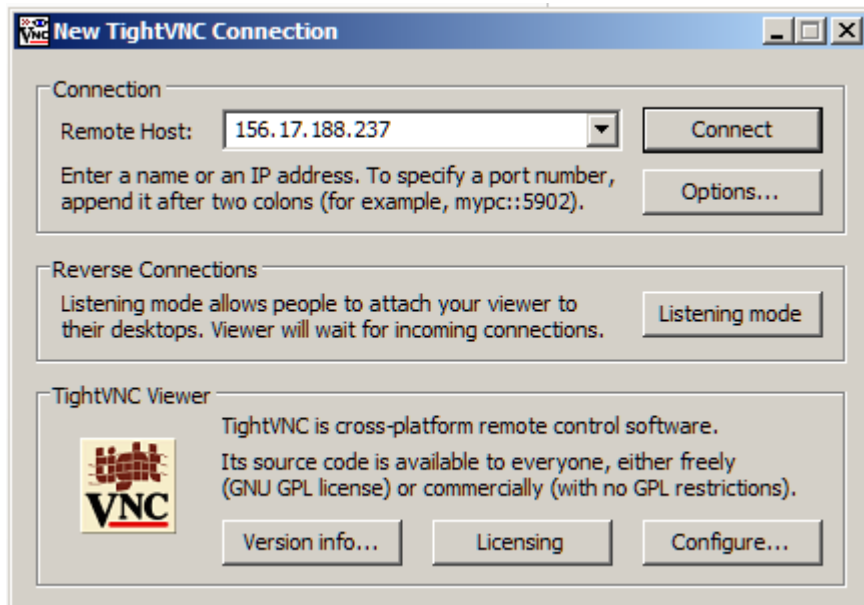 New TightVNC Connection
Connection
Remote Host: 156.17.188.237 Connect
Enter a name or an IP address. To specify a port number,
append it after two colons (for example, mypc::5902).
Options...
Reverse Connections
Listening mode allows people to attach your viewer to
their desktops. Viewer will wait for incoming connections.
Listening mode
TightVNC Viewer
tight
VNC
TightVNC is cross-platform remote control software.
Its source code is available to everyone, either freely
(GNU GPL license) or commercially (with no GPL restrictions).
Version info... Licensing Configure...